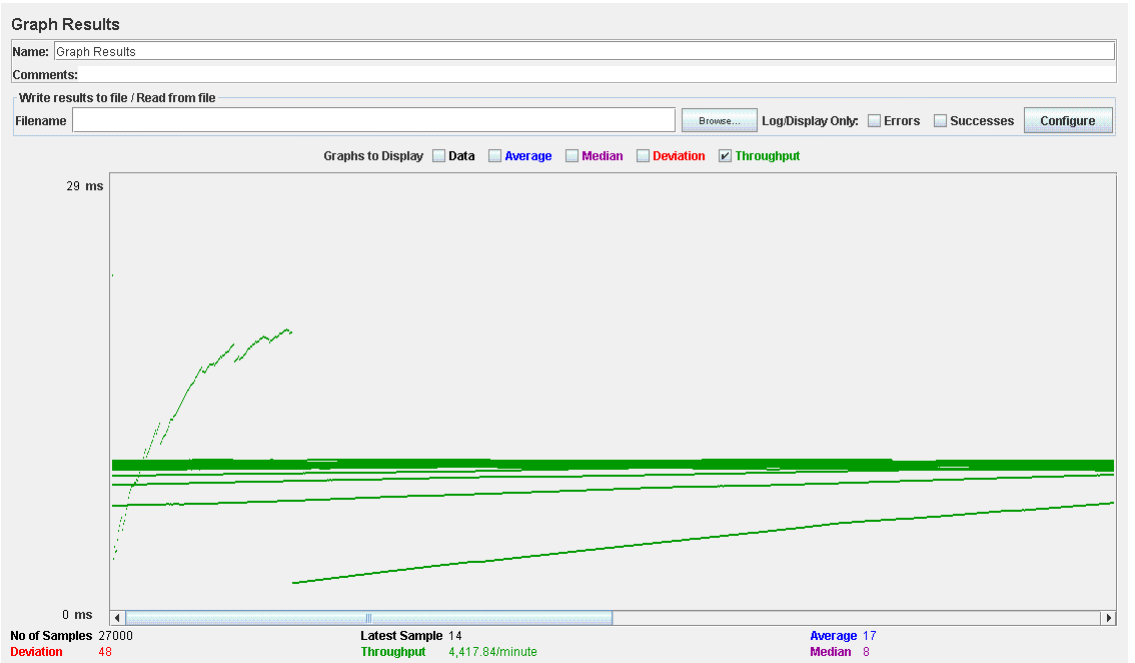 Graph Results
Name: Graph Results
Comments:
Write results to file / Read from file
Filename Browse... Log/Display Only: Errors Successes Configure
Graphs to Display Data Average Median Deviation Throughput
29 ms
0 ms
No of Samples 27000 Latest Sample 14 Average 17
Deviation 48 Throughput 4,417.84/minute Median 8